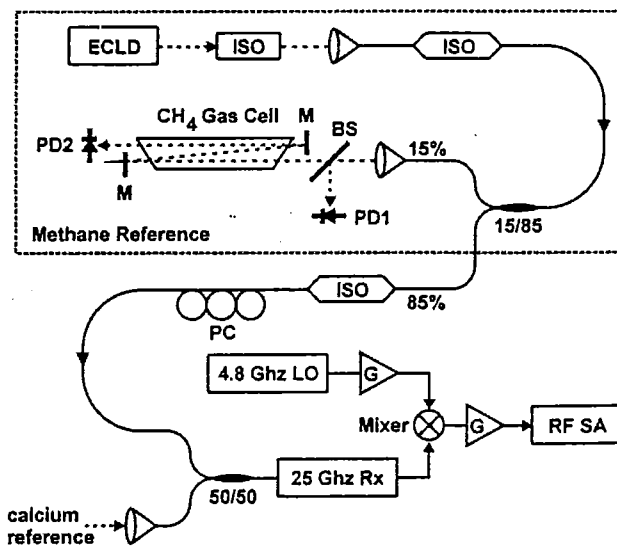 ECLD
ISO
ISO
CH4 Gas Cell
M
BS
PD2
15%
M
PD1
15/85
Methane Reference
ISO
85%
PC
4.8 Ghz LO
G
Mixer
G
RF SA
25 Ghz Rx
50/50
calcium
reference